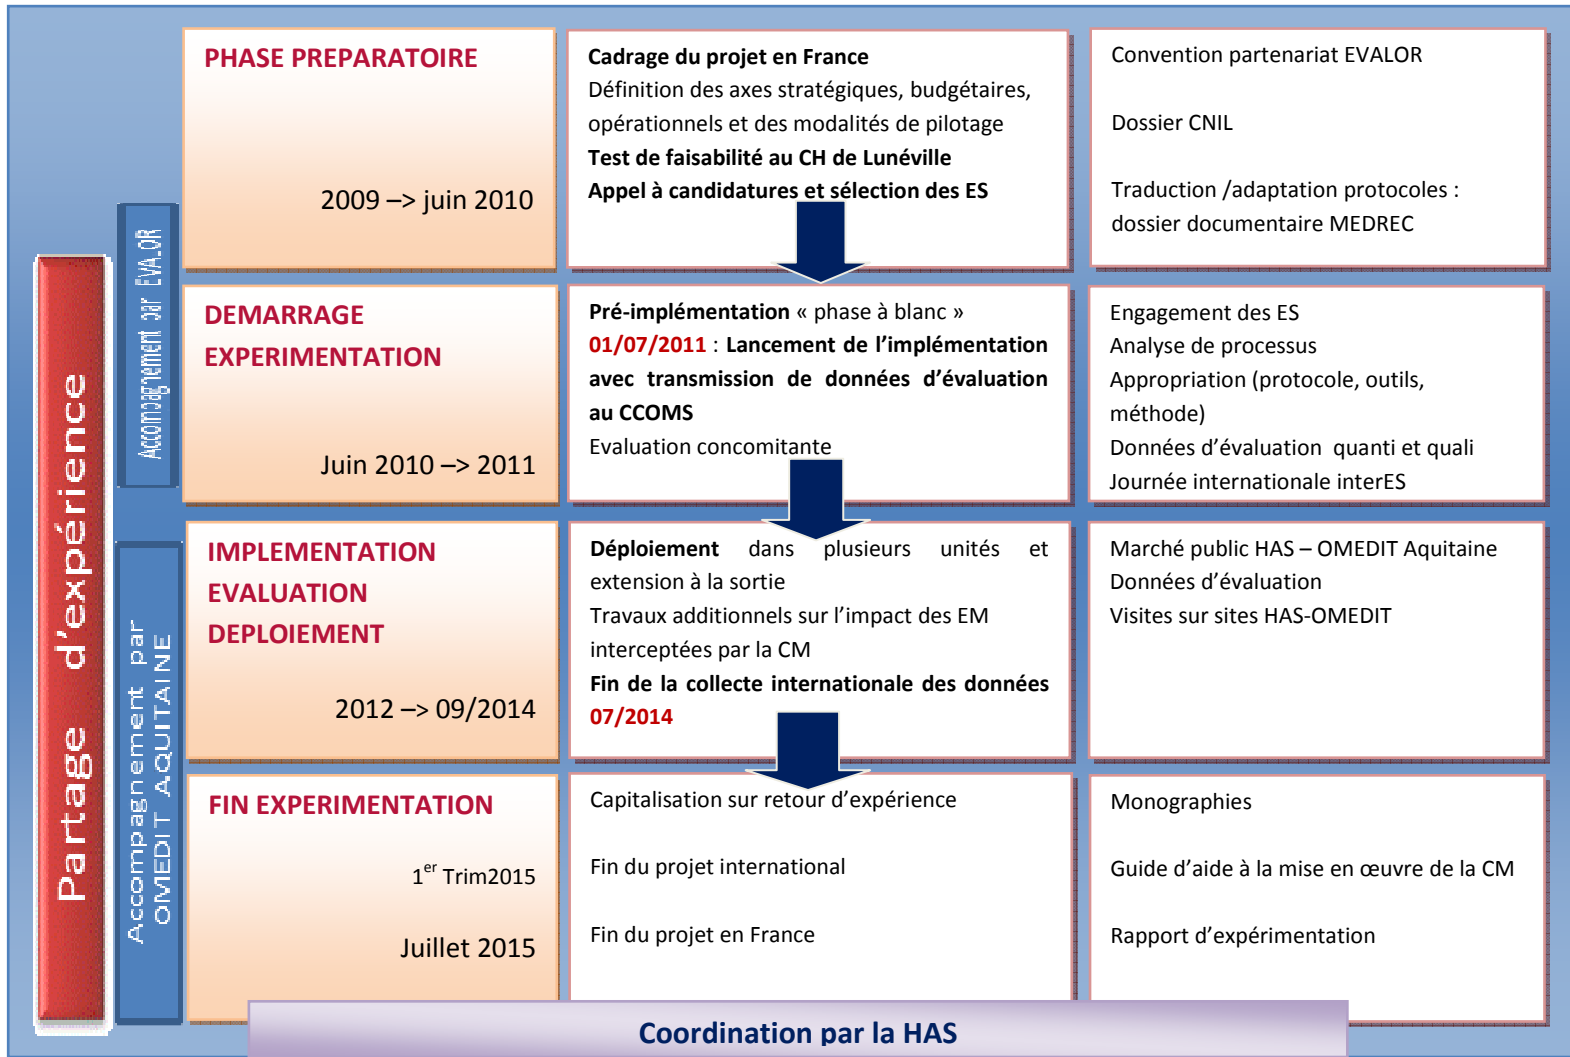 PHASE PREPARATOIRE
2009 –> juin 2010
Cadrage du projet en France
Définition des axes stratégiques, budgétaires,
opérationnels et des modalités de pilotage
Test de faisabilité au CH de Lunéville
Appel à candidatures et sélection des ES
Convention partenariat EVALOR
Dossier CNIL
Traduction /adaptation protocoles :
dossier documentaire MEDREC
DEMARRAGE
EXPERIMENTATION
Juin 2010 –> 2011
Pré-implémentation « phase à blanc »
01/07/2011 : Lancement de l’implémentation
avec transmission de données d’évaluation
au CCOMS
Evaluation concomitante
Engagement des ES
Analyse de processus
Appropriation (protocole, outils,
méthode)
Données d’évaluation quanti et quali
Journée internationale interES
IMPLEMENTATION
EVALUATION
DEPLOIEMENT
2012 –> 09/2014
Déploiement dans plusieurs unités et
extension à la sortie
Travaux additionnels sur l’impact des EM
interceptées par la CM
Fin de la collecte internationale des données
07/2014
Marché public HAS – OMEDIT Aquitaine
Données d’évaluation
Visites sur sites HAS-OMEDIT
FIN EXPERIMENTATION
1er Trim2015
Juillet 2015
Capitalisation sur retour d’expérience
Fin du projet international
Fin du projet en France
Monographies
Guide d’aide à la mise en œuvre de la CM
Rapport d’expérimentation
Partage d’expérience
Accompagnement par EVALOR
Accompagnement par
OMEDIT AQUITAINE
Coordination par la HAS